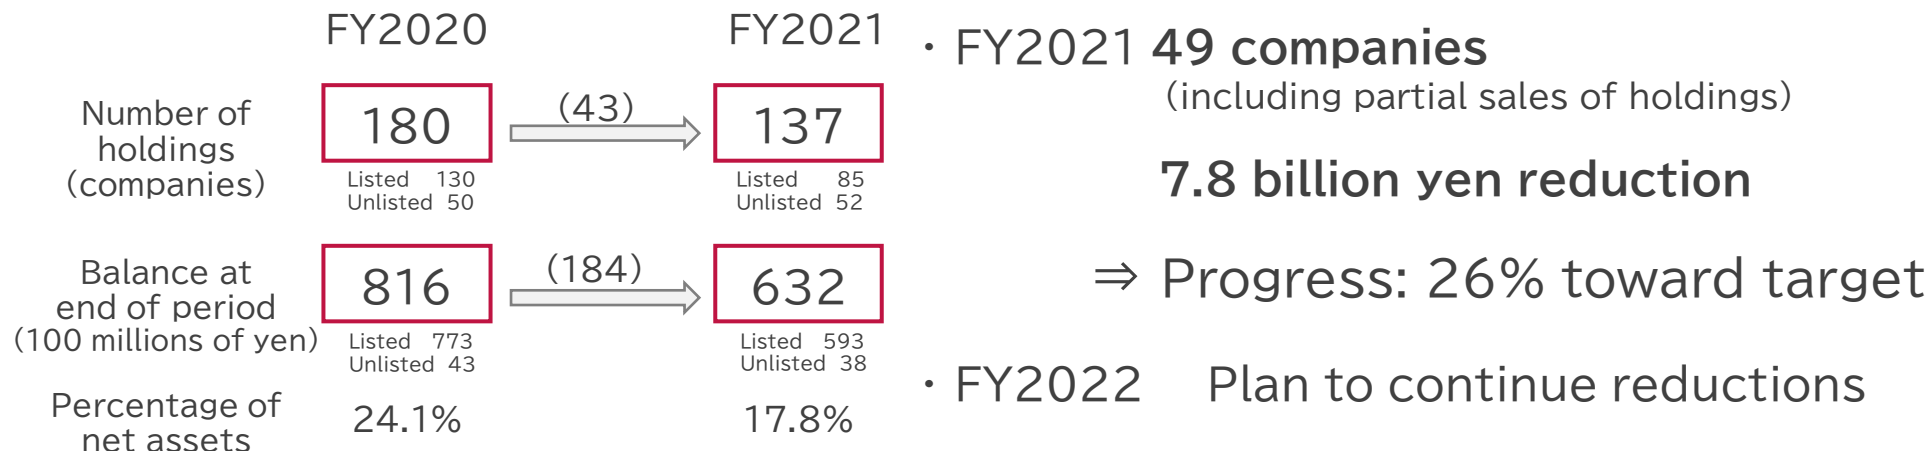 FY2020 FY2021
Number of
holdings
(companies)
180 (43) 137
Listed 130
Unlisted 50
Listed 85
Unlisted 52
Balance at
end of period
(100 millions of yen)
816 (184) 632
Listed 773
Unlisted 43
Listed 593
Unlisted 38
Percentage of
net assets
24.1% 17.8%
・FY2021 49 companies
(including partial sales of holdings)
7.8 billion yen reduction
⇒ Progress: 26% toward target
・FY2022 Plan to continue reductions